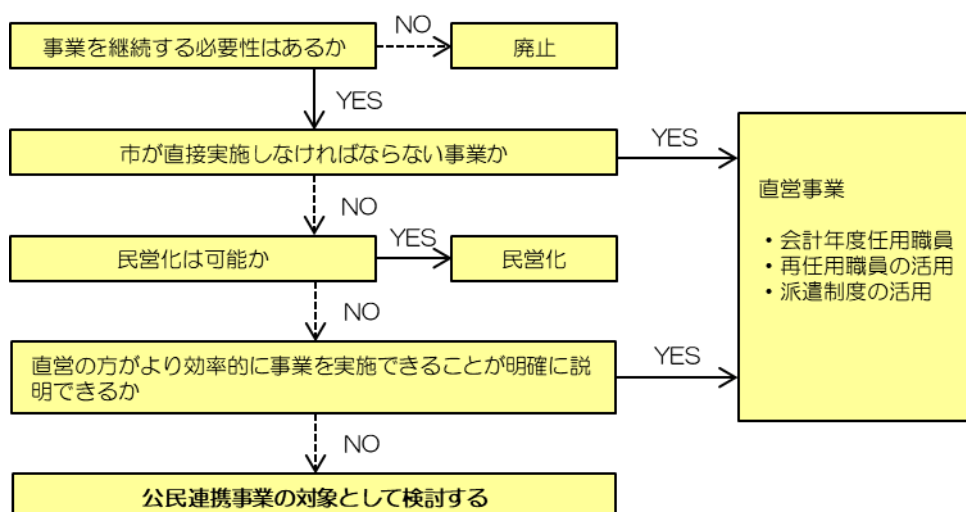 事業を継続する必要性はあるか
NO
廃止
YES
市が直接実施しなければならない事業か
YES
NO
民営化は可能か
YES
民営化
NO
直営の方がより効率的に事業を実施できることが明確に説
明できるか
YES
NO
公民連携事業の対象として検討する
直営事業
・会計年度任用職員
・再任用職員の活用
・派遣制度の活用